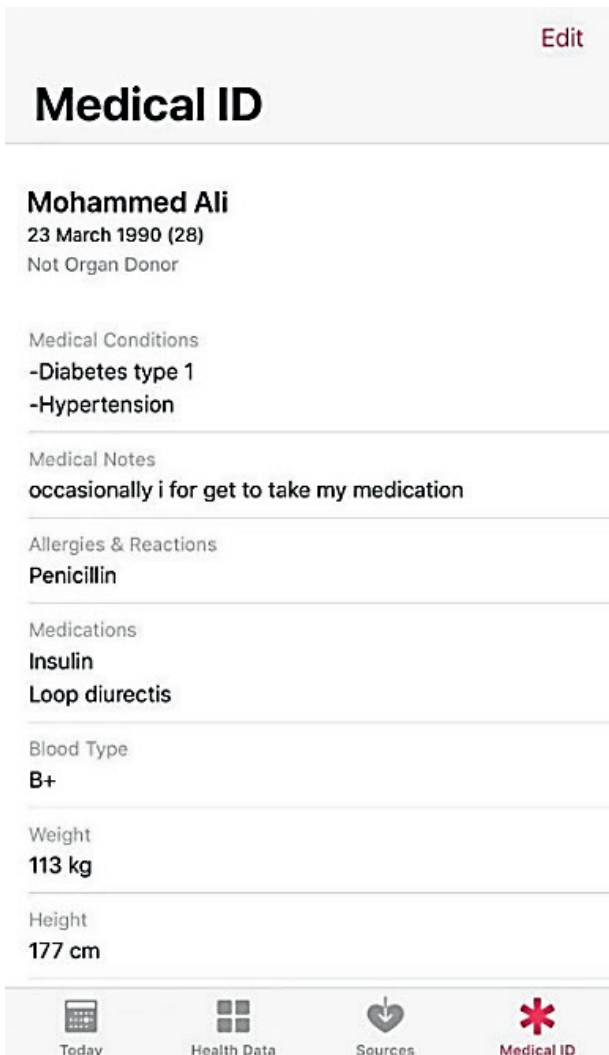 Edit
Medical ID
Mohammed Ali
23 March 1990 (28)
Not Organ Donor
Medical Conditions
-Diabetes type 1
-Hypertension
Medical Notes
occasionally i for get to take my medication
Allergies & Reactions
Penicillin
Medications
Insulin
Loop diurectis
Blood Type
B+
Weight
113 kg
Height
177 cm
Today
Health Data
Sources
Medical ID